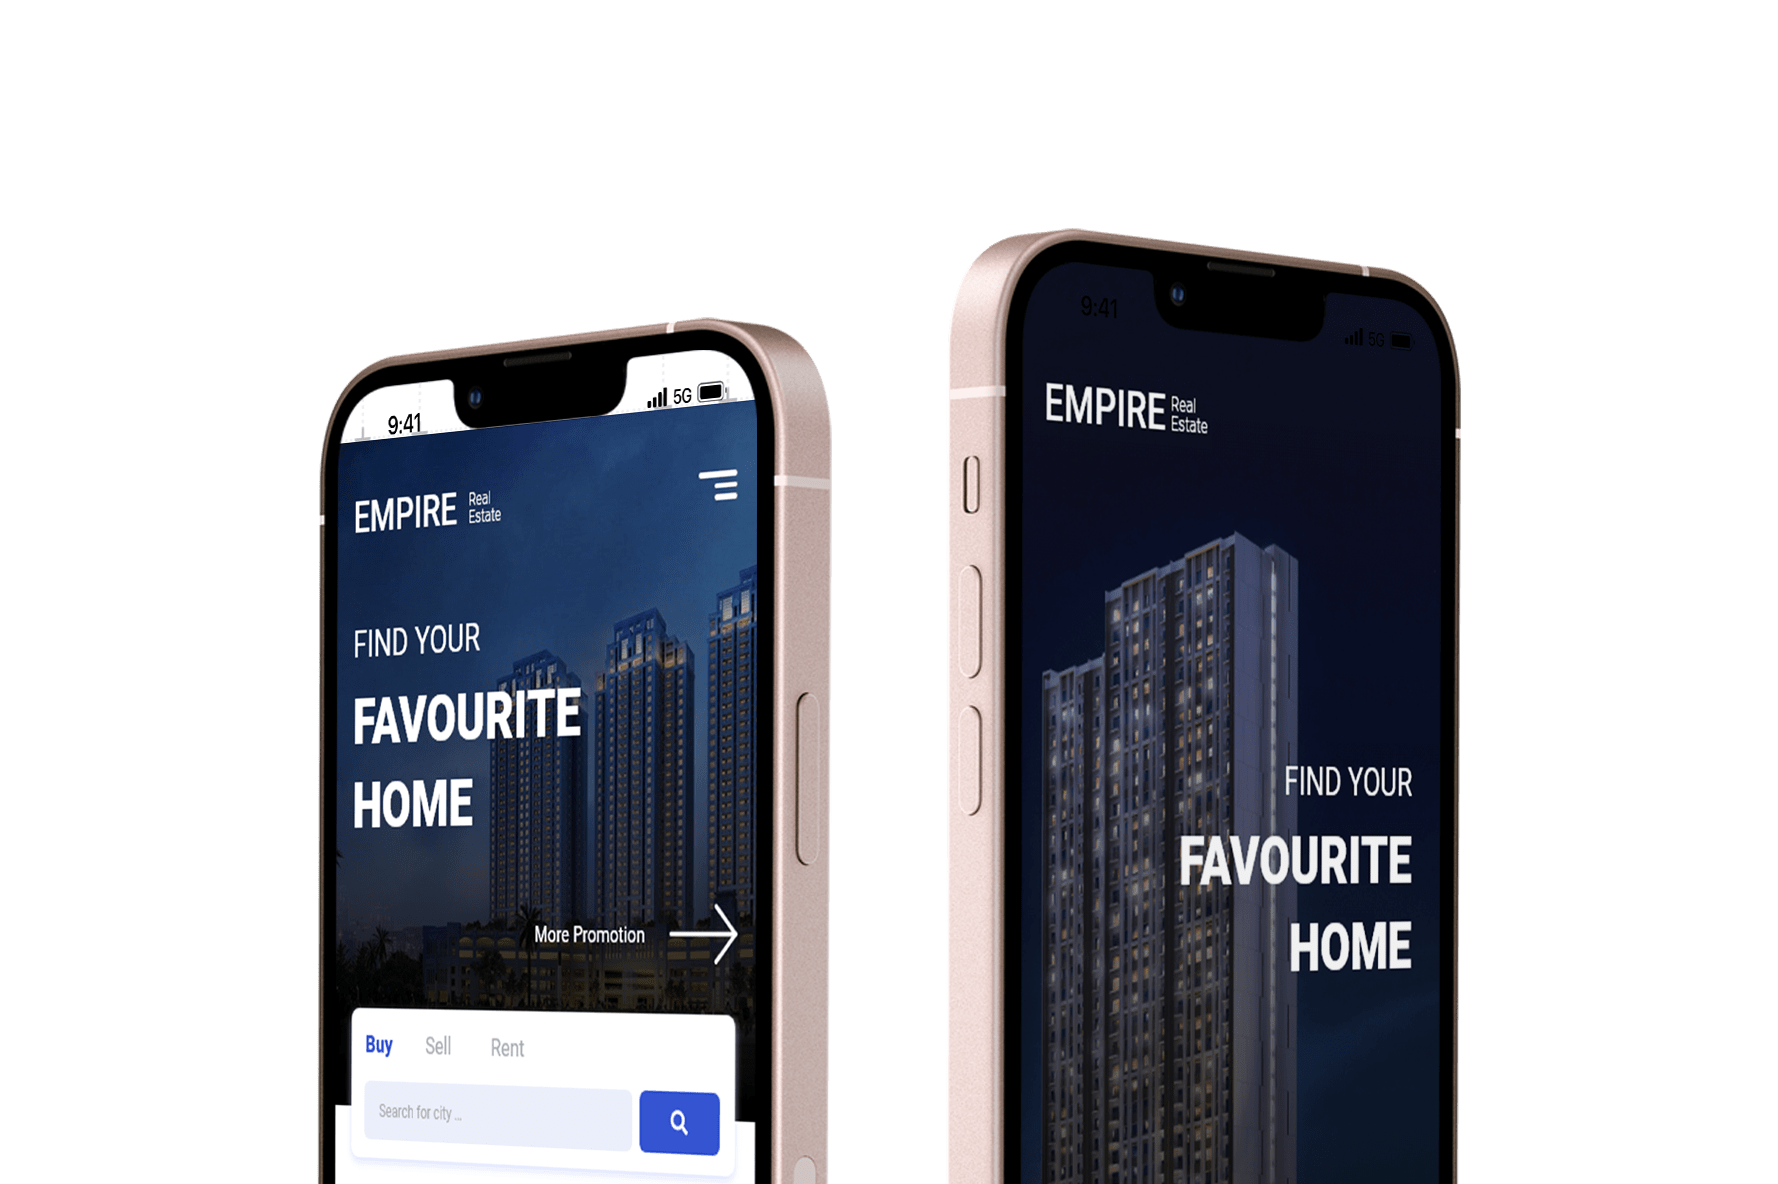 9:41
5G
EMPIRE Real
Estate
FIND YOUR
FAVOURITE
HOME
More Promotion
Buy Sell Rent
Search for city ...
9:41
5G
EMPIRE Real
Estate
FIND YOUR
FAVOURITE
HOME